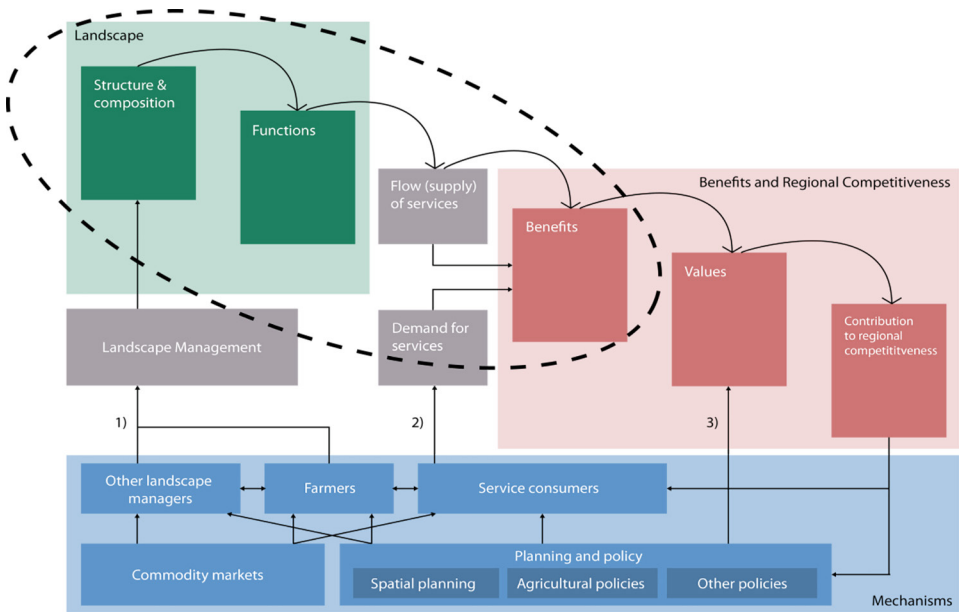 Landscape
Structure &
composition
Functions
Flow (supply)
of services
Benefits and Regional Competitiveness
Benefits
Values
Contribution
to regional
competititveness
Landscape Management
Demand for
services
1)
2)
3)
Other landscape
managers
Farmers
Service consumers
Commodity markets
Planning and policy
Spatial planning
Agricultural policies
Other policies
Mechanisms